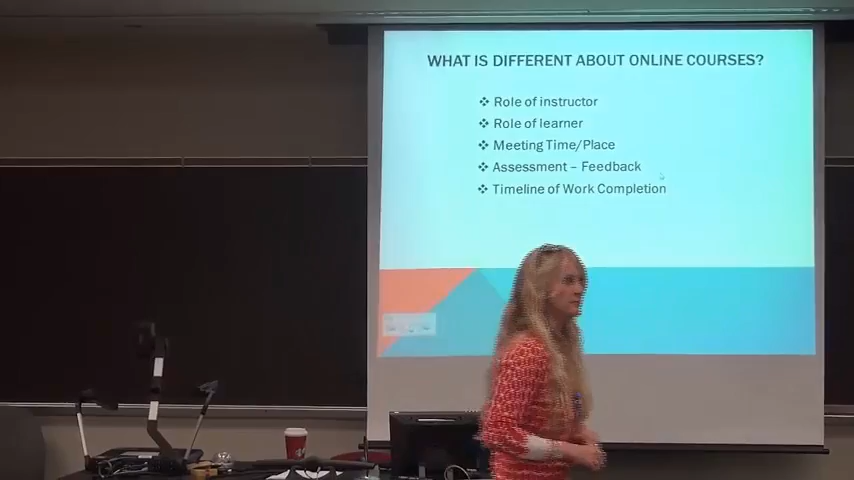 WHAT IS DIFFERENT ABOUT ONLINE COURSES?
Role of instructor
Role of learner
Meeting Time/Place
Assessment – Feedback
Timeline of Work Completion